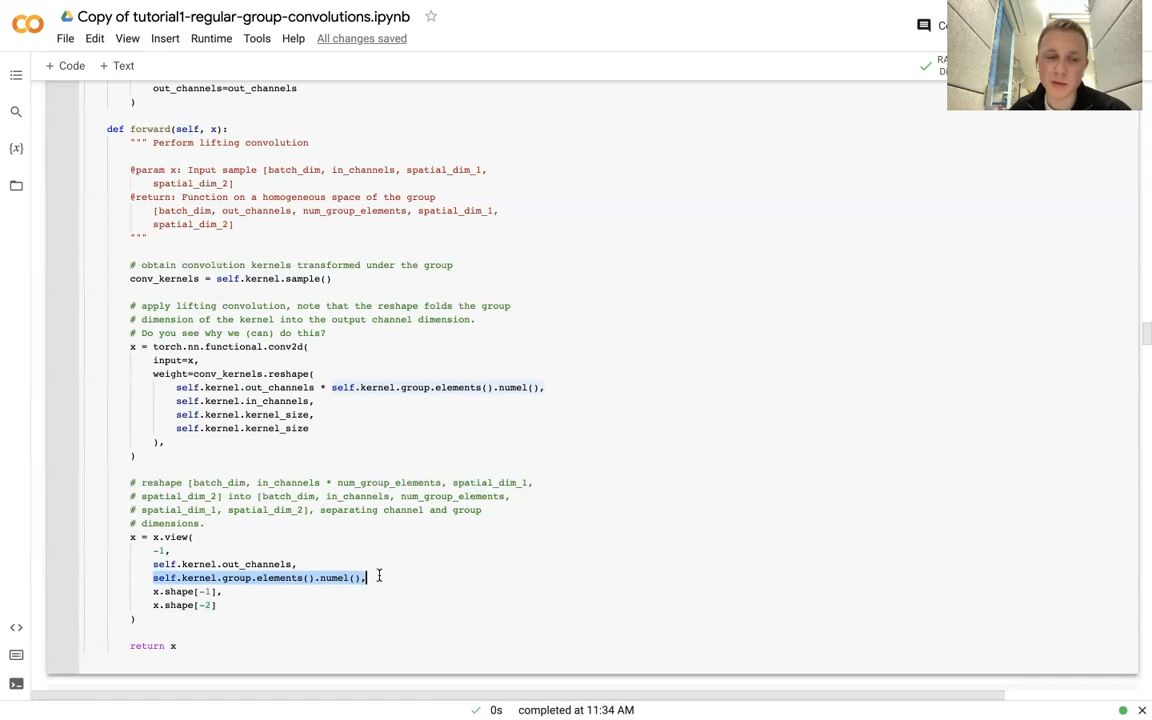 Copy of tutorial1-regular-group-convolutions.ipynb
File Edit View Insert Runtime Tools Help All changes saved
+ Code + Text
out_channels=out_channels
)
def forward(self, x):
""" Perform lifting convolution
@param x: Input sample [batch_dim, in_channels, spatial_dim_1,
spatial_dim_2]
@return: Function on a homogeneous space of the group
[batch_dim, out_channels, num_group_elements, spatial_dim_1,
spatial_dim_2]
"""
# obtain convolution kernels transformed under the group
conv_kernels = self.kernel.sample()
# apply lifting convolution, note that the reshape folds the group
# dimension of the kernel into the output channel dimension.
# Do you see why we (can) do this?
x = torch.nn.functional.conv2d(
input=x,
weight=conv_kernels.reshape(
self.kernel.out_channels * self.kernel.group.elements().numel(),
self.kernel.in_channels,
self.kernel.kernel_size,
self.kernel.kernel_size
),
)
# reshape [batch_dim, in_channels * num_group_elements, spatial_dim_1,
# spatial_dim_2] into [batch_dim, in_channels, num_group_elements,
# spatial_dim_1, spatial_dim_2], separating channel and group
# dimensions.
x = x.view(
-1,
self.kernel.out_channels,
self.kernel.group.elements().numel(),
x.shape[-1],
x.shape[-2]
)
return x
0s completed at 11:34 AM